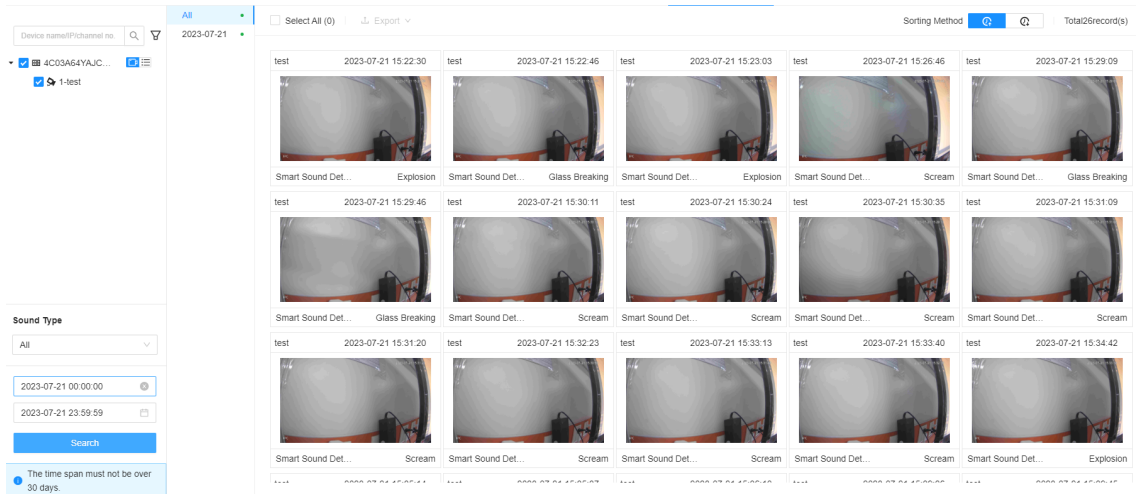 Device name/IP/channel no.
4C03A64YAJC...
1-test
Sound Type
All
2023-07-21 00:00:00
2023-07-21 23:59:59
Search
The time span must not be over
30 days.
All
2023-07-21
Select All (0) Export
Sorting Method Total26record(s)
test 2023-07-21 15:22:30 test 2023-07-21 15:22:46 test 2023-07-21 15:23:03 test 2023-07-21 15:26:46 test 2023-07-21 15:29:09
Smart Sound Det... Explosion Smart Sound Det... Glass Breaking Smart Sound Det... Explosion Smart Sound Det... Scream Smart Sound Det... Glass Breaking
test 2023-07-21 15:29:46 test 2023-07-21 15:30:11 test 2023-07-21 15:30:24 test 2023-07-21 15:30:35 test 2023-07-21 15:31:09
Smart Sound Det... Glass Breaking Smart Sound Det... Scream Smart Sound Det... Scream Smart Sound Det... Scream Smart Sound Det... Scream
test 2023-07-21 15:31:20 test 2023-07-21 15:32:23 test 2023-07-21 15:33:13 test 2023-07-21 15:33:40 test 2023-07-21 15:34:42
Smart Sound Det... Scream Smart Sound Det... Scream Smart Sound Det... Scream Smart Sound Det... Scream Smart Sound Det... Explosion